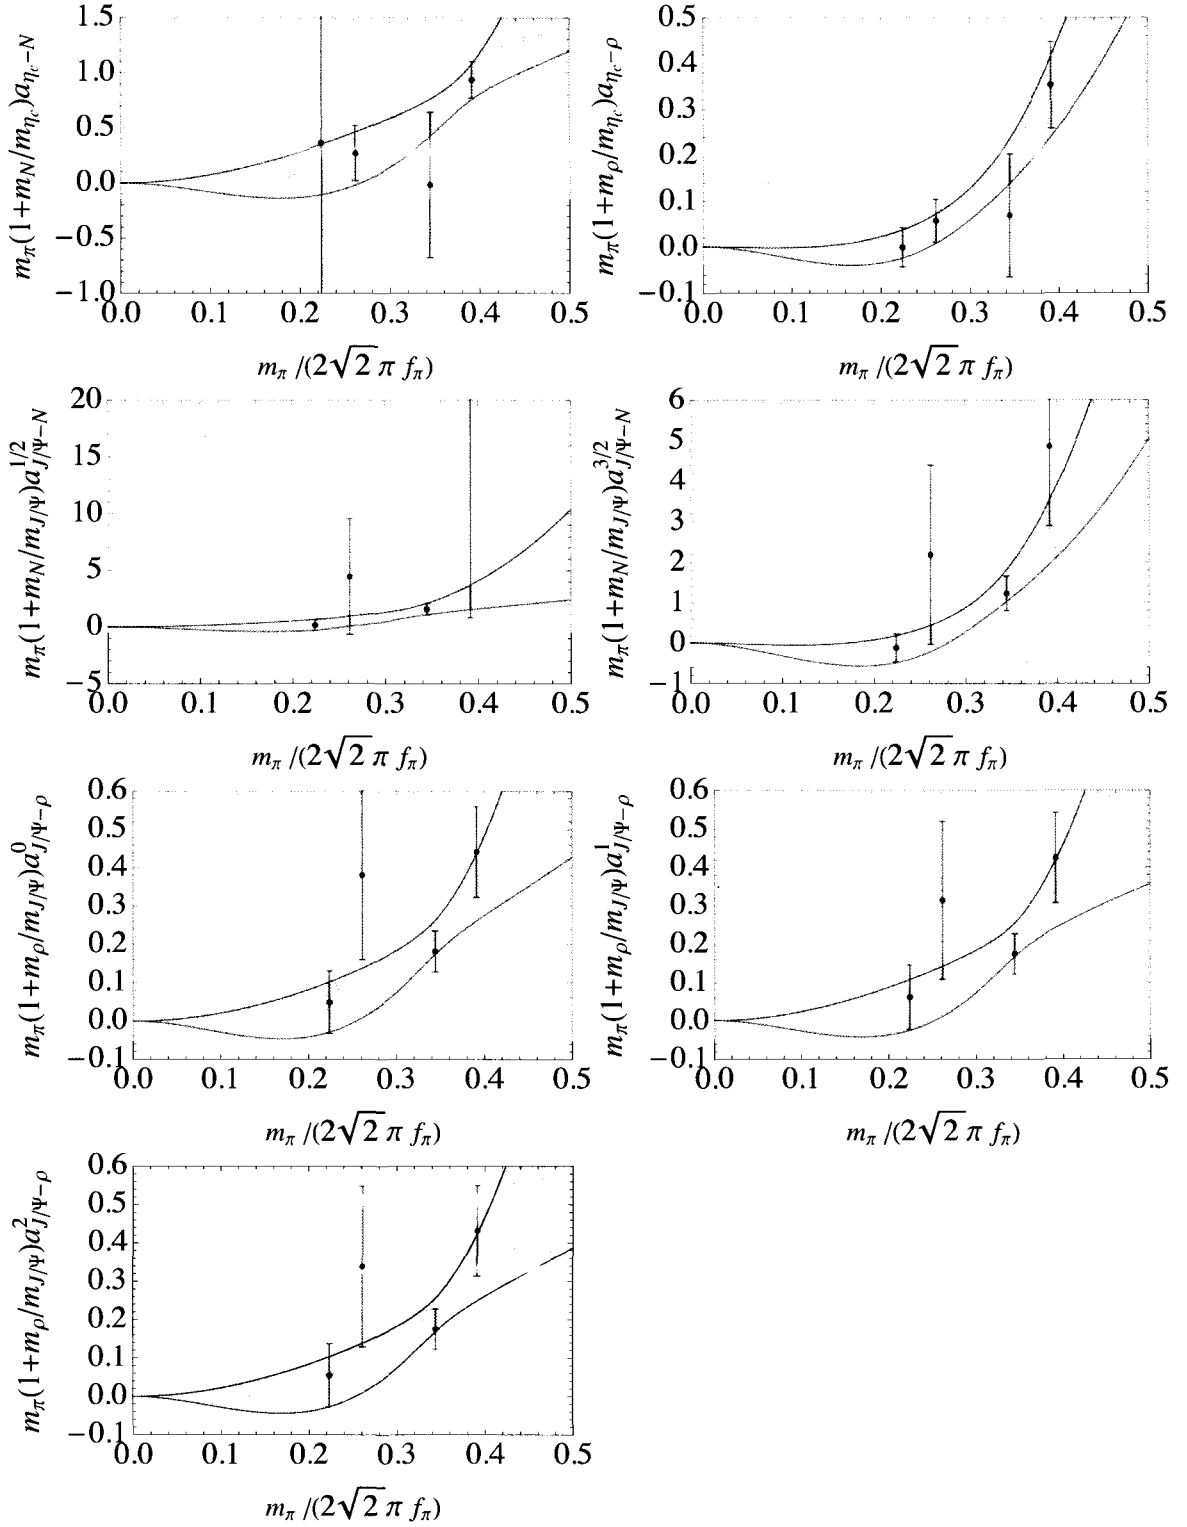 m_π(1+m_N/m_{η_c})a_{η_c−N}
1.5
1.0
0.5
0.0
−0.5
−1.0
0.0 0.1 0.2 0.3 0.4 0.5
m_π/(2√2 π f_π)
m_π(1+m_ρ/m_{η_c})a_{η_c−ρ}
0.5
0.4
0.3
0.2
0.1
0.0
−0.1
0.0 0.1 0.2 0.3 0.4 0.5
m_π/(2√2 π f_π)
m_π(1+m_N/m_{J/Ψ})a^{1/2}_{J/Ψ−N}
20
15
10
5
0
−5
0.0 0.1 0.2 0.3 0.4 0.5
m_π/(2√2 π f_π)
m_π(1+m_N/m_{J/Ψ})a^{3/2}_{J/Ψ−N}
6
5
4
3
2
1
0
−1
0.0 0.1 0.2 0.3 0.4 0.5
m_π/(2√2 π f_π)
m_π(1+m_ρ/m_{J/Ψ})a^0_{J/Ψ−ρ}
0.6
0.5
0.4
0.3
0.2
0.1
0.0
−0.1
0.0 0.1 0.2 0.3 0.4 0.5
m_π/(2√2 π f_π)
m_π(1+m_ρ/m_{J/Ψ})a^1_{J/Ψ−ρ}
0.6
0.5
0.4
0.3
0.2
0.1
0.0
−0.1
0.0 0.1 0.2 0.3 0.4 0.5
m_π/(2√2 π f_π)
m_π(1+m_ρ/m_{J/Ψ})a^2_{J/Ψ−ρ}
0.6
0.5
0.4
0.3
0.2
0.1
0.0
−0.1
0.0 0.1 0.2 0.3 0.4 0.5
m_π/(2√2 π f_π)